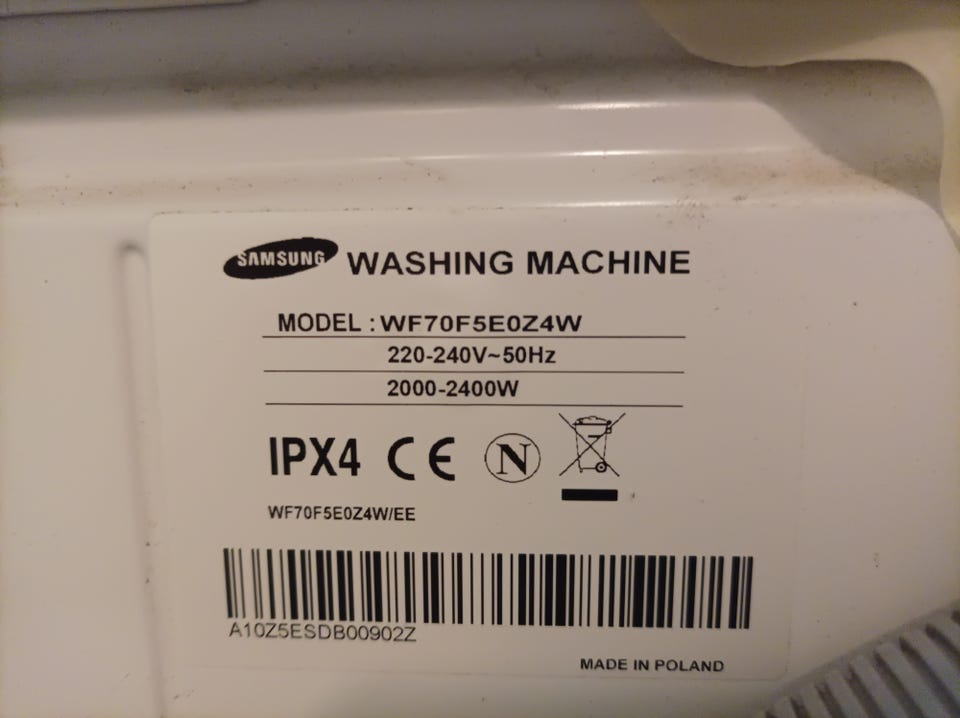 SAMSUNG WASHING MACHINE
MODEL : WF70F5E0Z4W
220-240V~50Hz
2000-2400W
IPX4 CE N
WF70F5E0Z4W/EE
A10Z5ESDB00902Z
MADE IN POLAND